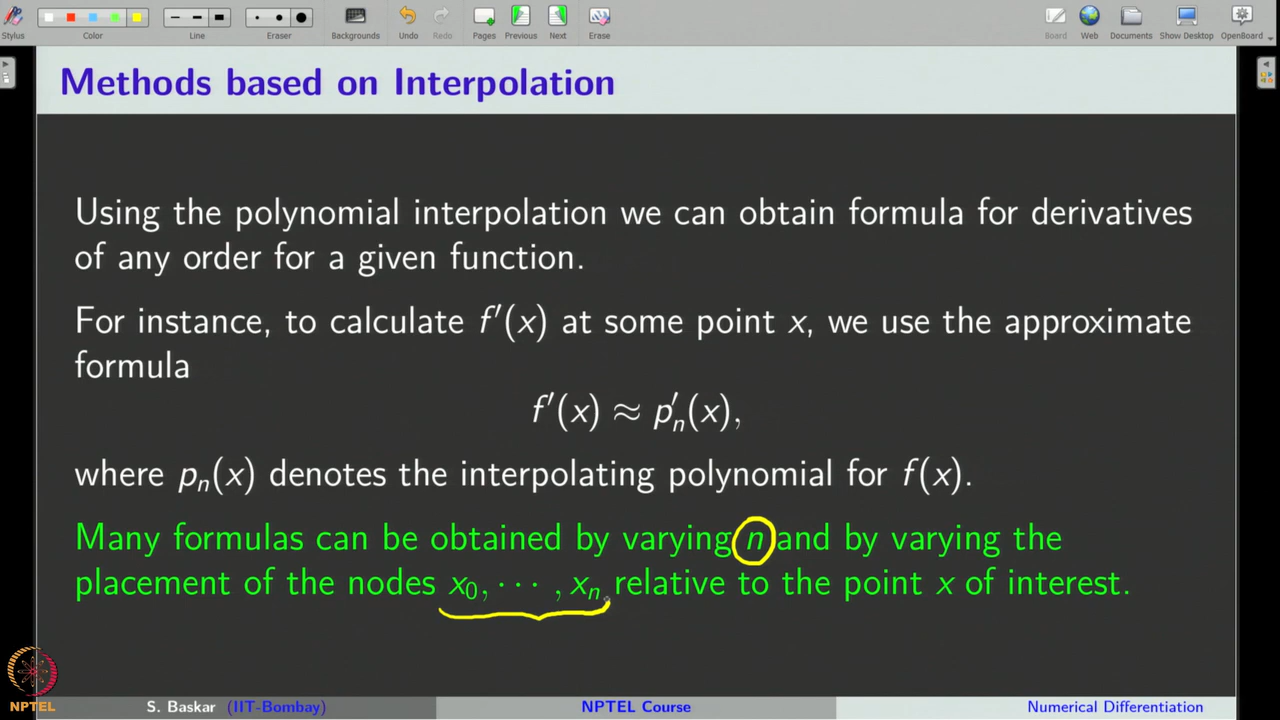 Stylus Color Line Eraser Backgrounds Undo Redo Pages Previous Next Erase Board Web Documents Show Desktop OpenBoard
Methods based on Interpolation
Using the polynomial interpolation we can obtain formula for derivatives
of any order for a given function.
For instance, to calculate f′(x) at some point x, we use the approximate
formula
f′(x) ≈ p′ₙ(x),
where pₙ(x) denotes the interpolating polynomial for f(x).
Many formulas can be obtained by varying n and by varying the
placement of the nodes x₀, ⋯ , xₙ relative to the point x of interest.
NPTEL
S. Baskar (IIT-Bombay) NPTEL Course Numerical Differentiation